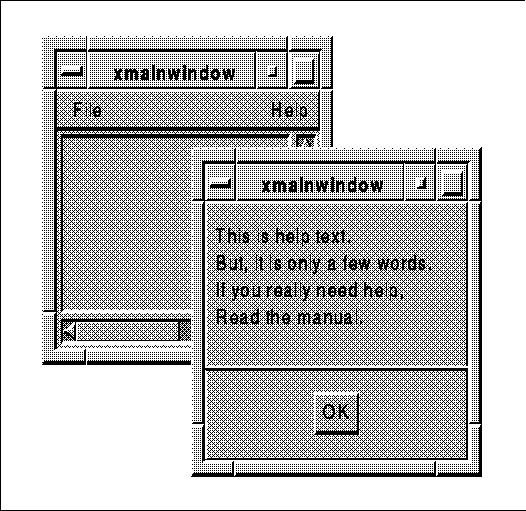 xmainwindow
File Help
xmainwindow
This is help text.
But, it is only a few words.
If you really need help,
Read the manual.
OK